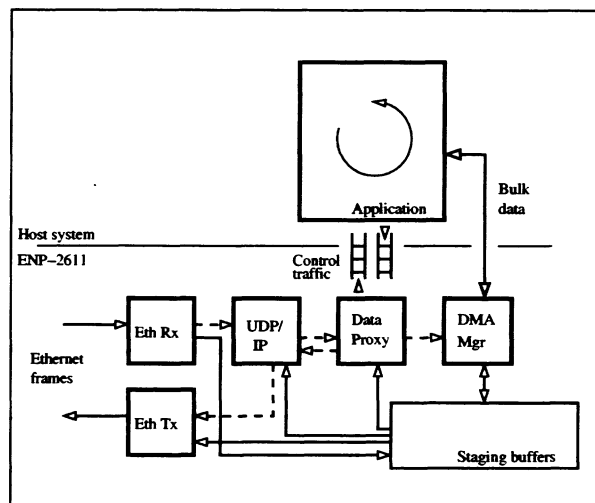 Application
Bulk
data
Host system
ENP-2611
Control
traffic
Eth Rx
UDP/
IP
Data
Proxy
DMA
Mgr
Ethernet
frames
Eth Tx
Staging buffers